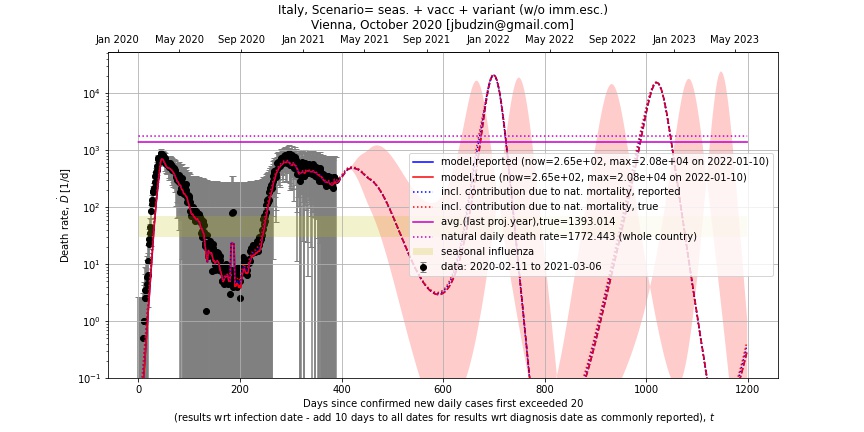 Italy, Scenario= seas. + vacc + variant (w/o imm.esc.)
Vienna, October 2020 [jbudzin@gmail.com]
Jan 2020 May 2020 Sep 2020 Jan 2021 May 2021 Sep 2021 Jan 2022 May 2022 Sep 2022 Jan 2023 May 2023
10⁴
10³
10²
10¹
10⁰
10⁻¹
Death rate, D [1/d]
model,reported (now=2.65e+02, max=2.08e+04 on 2022-01-10)
model,true (now=2.65e+02, max=2.08e+04 on 2022-01-10)
incl. contribution due to nat. mortality, reported
incl. contribution due to nat. mortality, true
avg.(last proj.year),true=1393.014
natural daily death rate=1772.443 (whole country)
seasonal influenza
data: 2020-02-11 to 2021-03-06
0 200 400 600 800 1000 1200
Days since confirmed new daily cases first exceeded 20
(results wrt infection date - add 10 days to all dates for results wrt diagnosis date as commonly reported), t